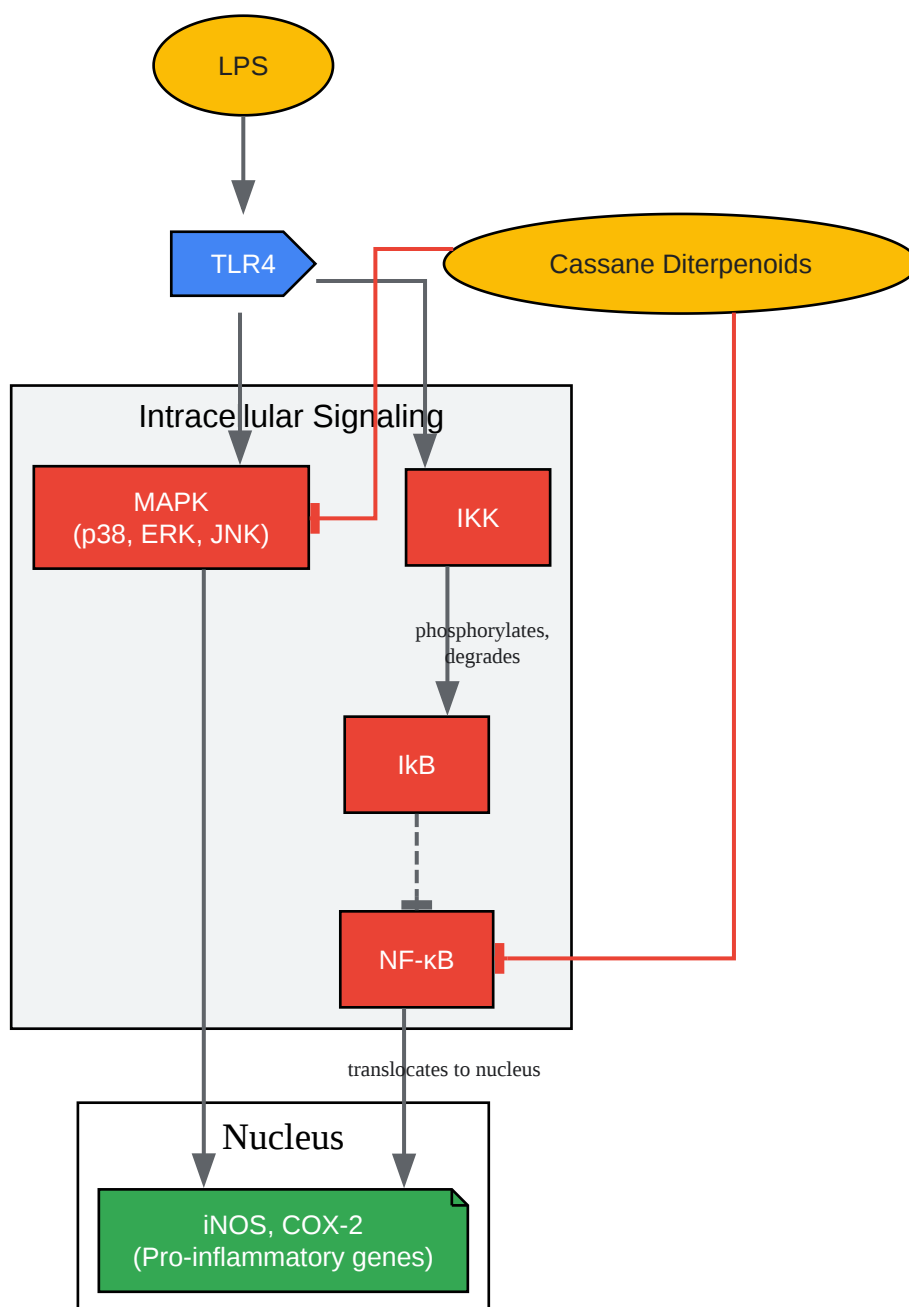 LPS
TLR4
Cassane Diterpenoids
Intracellular Signaling
MAPK
(p38, ERK, JNK)
IKK
phosphorylates,
degrades
IkB
NF-κB
translocates to nucleus
Nucleus
iNOS, COX-2
(Pro-inflammatory genes)